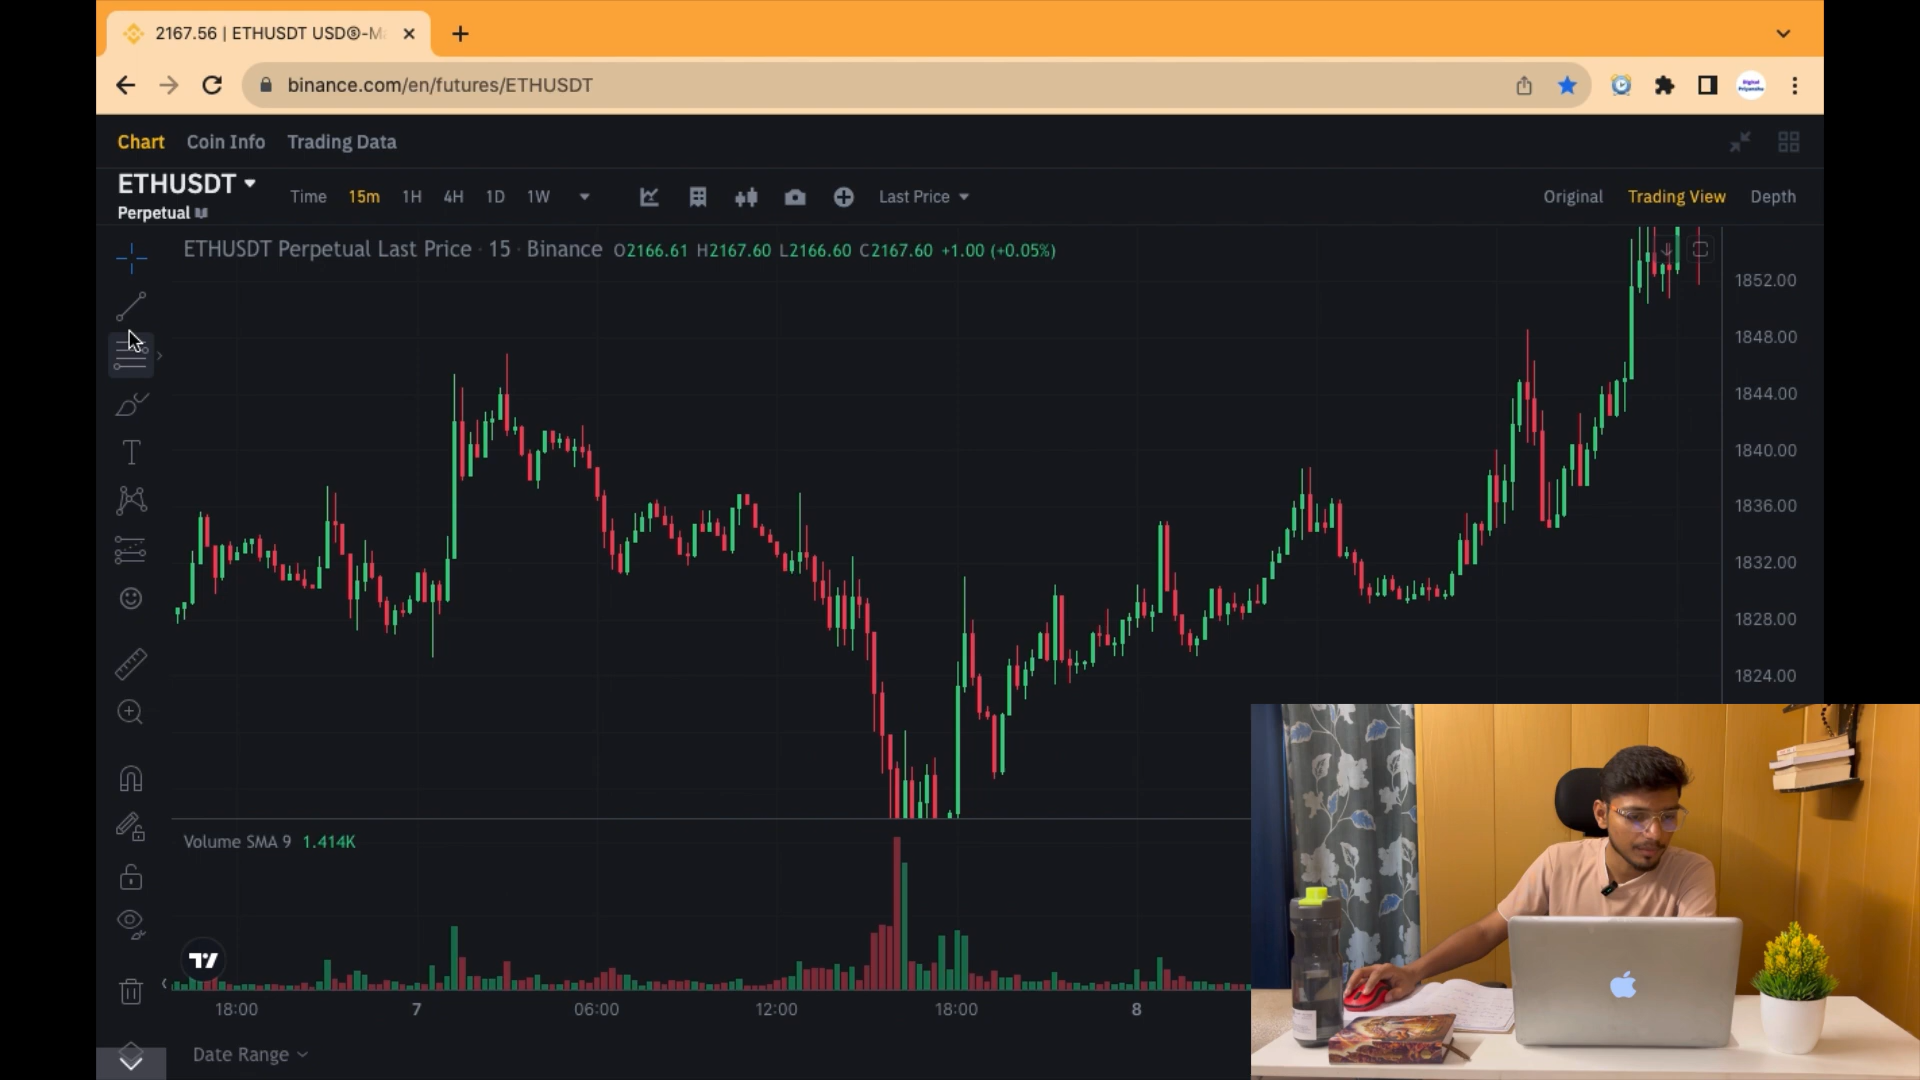 2167.56 | ETHUSDT USDⓈ-M
binance.com/en/futures/ETHUSDT
Chart Coin Info Trading Data
ETHUSDT
Perpetual
Time 15m 1H 4H 1D 1W Last Price Original Trading View Depth
ETHUSDT Perpetual Last Price · 15 · Binance O2166.61 H2167.60 L2166.60 C2167.60 +1.00 (+0.05%)
1852.00
1848.00
1844.00
1840.00
1836.00
1832.00
1828.00
1824.00
Volume SMA 9 1.414K
18:00 7 06:00 12:00 18:00 8
Date Range